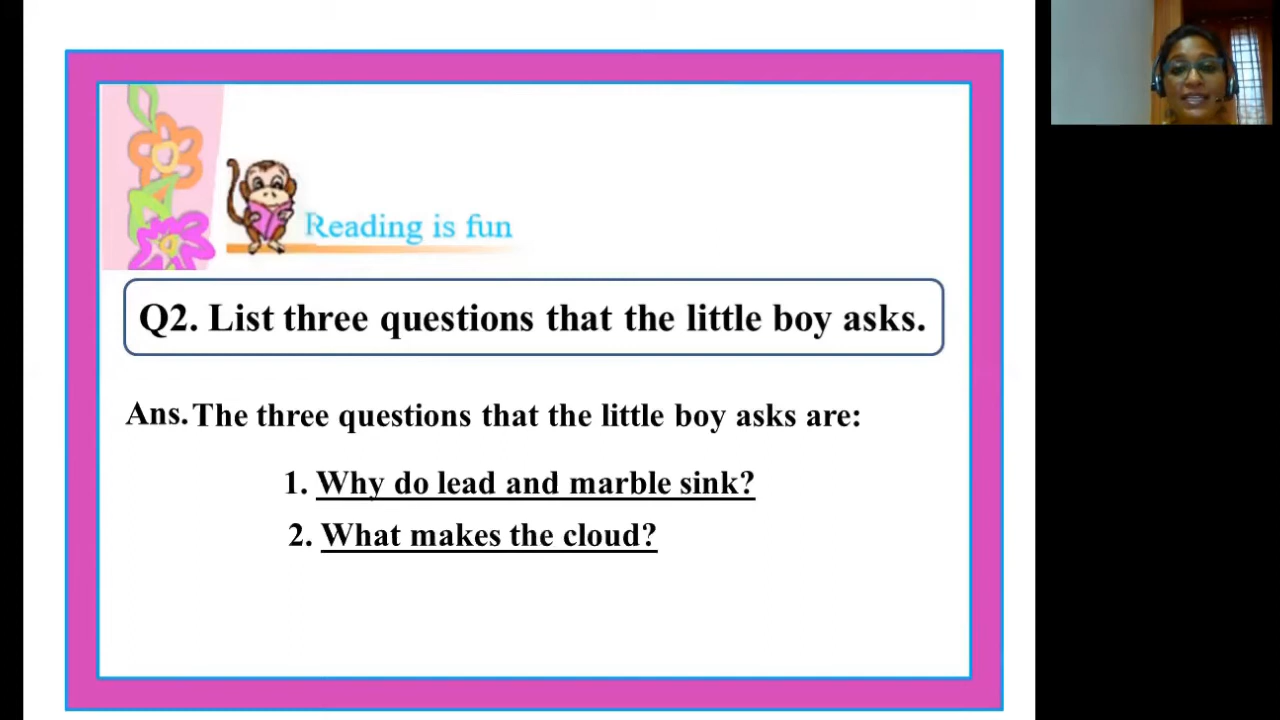 Reading is fun
Q2. List three questions that the little boy asks.
Ans. The three questions that the little boy asks are:
1. Why do lead and marble sink?
2. What makes the cloud?